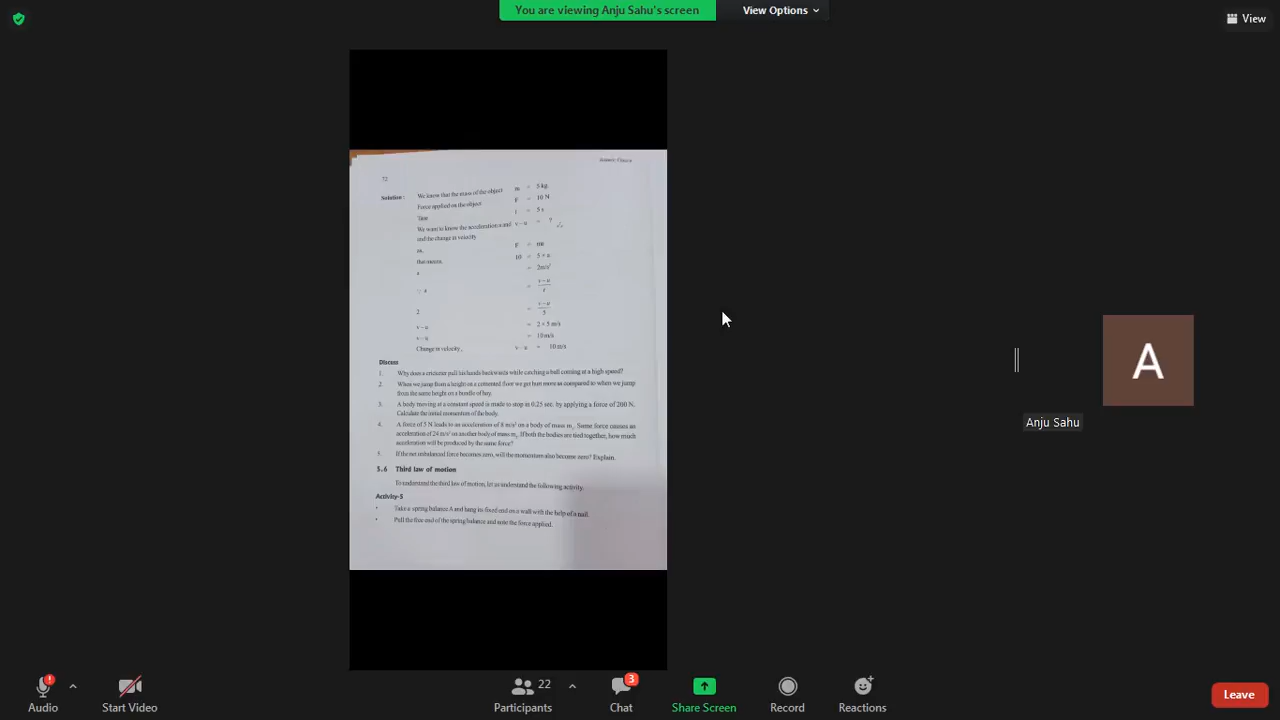 You are viewing Anju Sahu's screen
View Options
View
72
Solution : We know that the mass of the object m = 5 kg
Force applied on the object F = 10 N
Time t = 5 s
We want to know the acceleration a and v – u = ?
and the change in velocity
F =
that means, 10 = 5 × a
a = 2m/s²
= v – u / t
2 = v – u / 5
v – u = 2 × 5 m/s
v – u = 10 m/s
Change in velocity, v – u = 10 m/s
Discuss
1. Why does a cricketer pull his hands backwards while catching a ball coming at a high speed?
2. When we jump from a height on a cemented floor we get hurt more as compared to when we jump
from the same height on a bundle of hay.
3. A body moving at a constant speed is made to stop in 0.25 sec. by applying a force of 200 N.
Calculate the initial momentum of the body.
4. A force of 5 N leads to an acceleration of 8 m/s² on a body of mass m . Some force causes an
acceleration of 24 m/s² on another body of mass m . If both the bodies are tied together, how much
acceleration will be produced by the same force?
5. If the net unbalanced force becomes zero, will the momentum also become zero? Explain.
5.6 Third law of motion
To understand the third law of motion, let us understand the following activity.
Activity-5
• Take a spring balance A and hang its fixed end on a wall with the help of a nail.
• Pull the free end of the spring balance and note the force applied.
A
Anju Sahu
Audio
Start Video
22
Participants
3
Chat
Share Screen
Record
Reactions
Leave